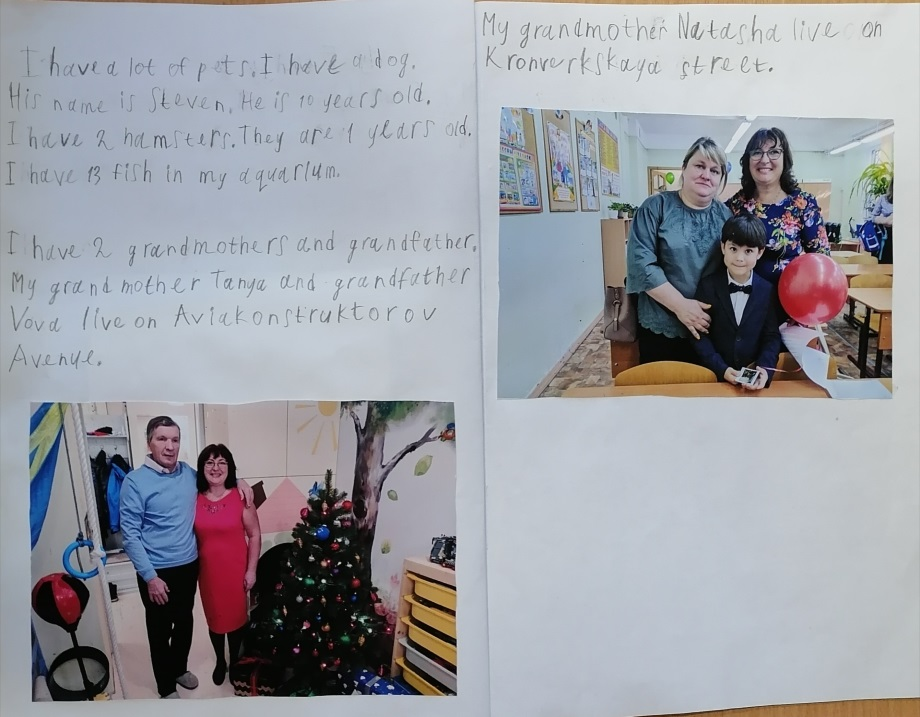 I have a lot of pets. I have a dog.
His name is Steven. He is 10 years old.
I have 2 hamsters. They are 1 years old.
I have 13 fish in my aquarium.
I have 2 grandmothers and grandfather.
My grand mother Tanya and grandfather
Vova live on Aviakonstruktorov
Avenue.
My grandmother Natasha live on
Kronverkskaya street.